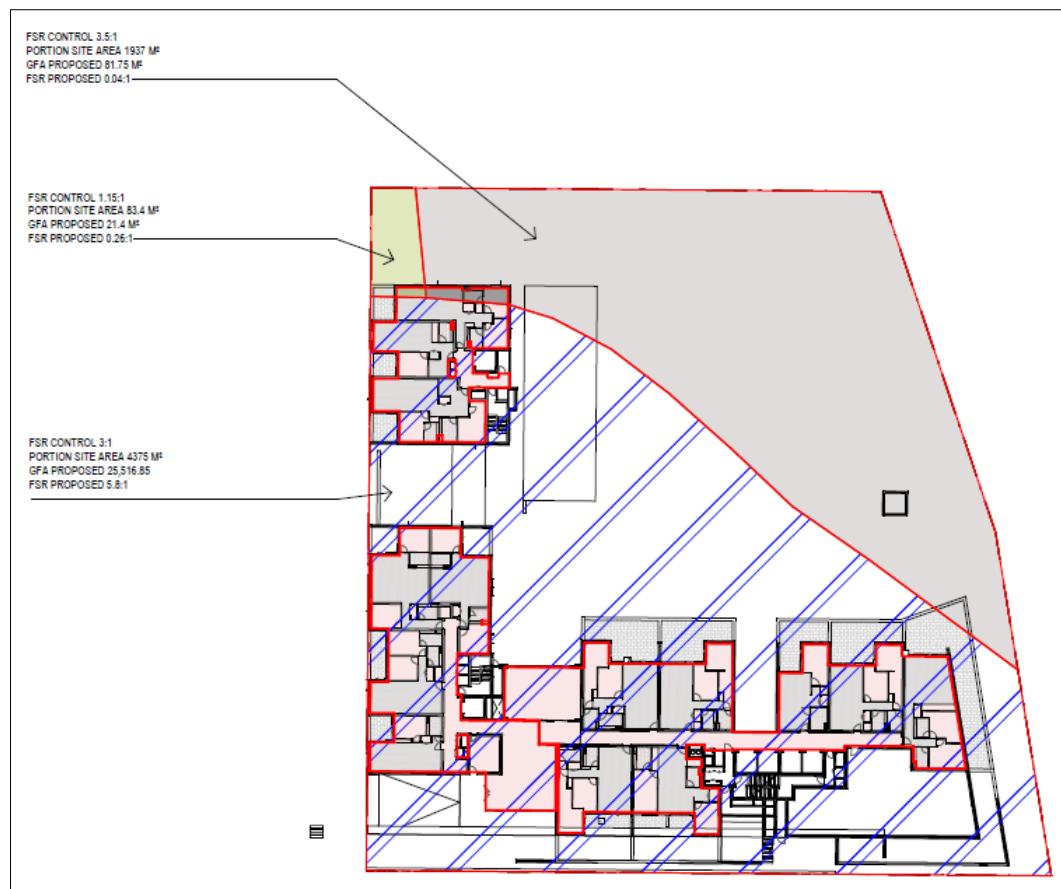 FSR CONTROL 3.5:1
PORTION SITE AREA 1937 M²
GFA PROPOSED 81.75 M²
FSR PROPOSED 0.04:1
FSR CONTROL 1.15:1
PORTION SITE AREA 83.4 M²
GFA PROPOSED 21.4 M²
FSR PROPOSED 0.26:1
FSR CONTROL 3:1
PORTION SITE AREA 4375 M²
GFA PROPOSED 25,516.85
FSR PROPOSED 5.8:1